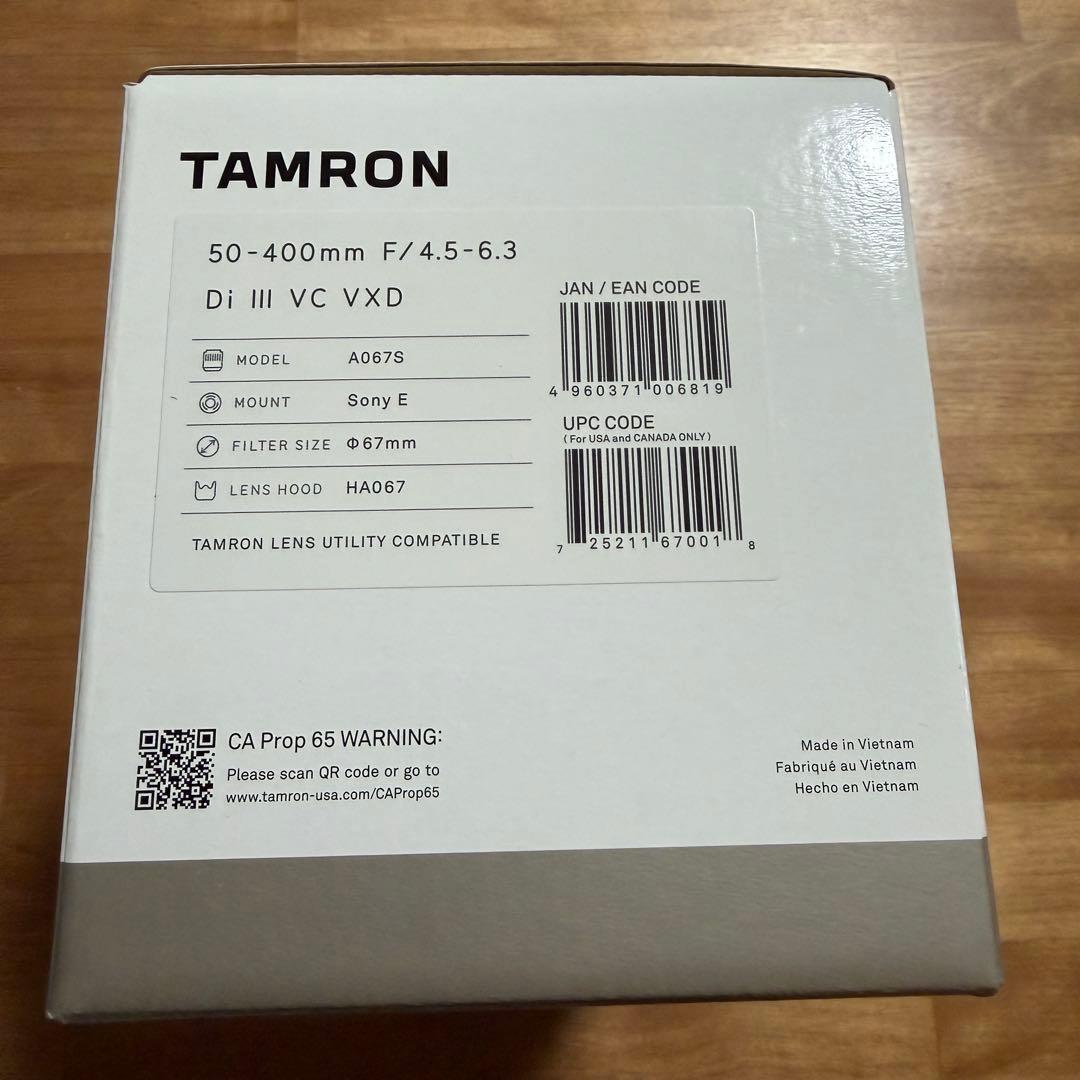 TAMRON
50-400mm F/4.5-6.3
Di III VC VXD
MODEL A067S
MOUNT Sony E
FILTER SIZE Φ67mm
LENS HOOD HA067
TAMRON LENS UTILITY COMPATIBLE
JAN / EAN CODE
4 960371 006819
UPC CODE
(For USA and CANADA ONLY)
7 25211 67001 8
CA Prop 65 WARNING:
Please scan QR code or go to
www.tamron-usa.com/CAProp65
Made in Vietnam
Fabriqué au Vietnam
Hecho en Vietnam